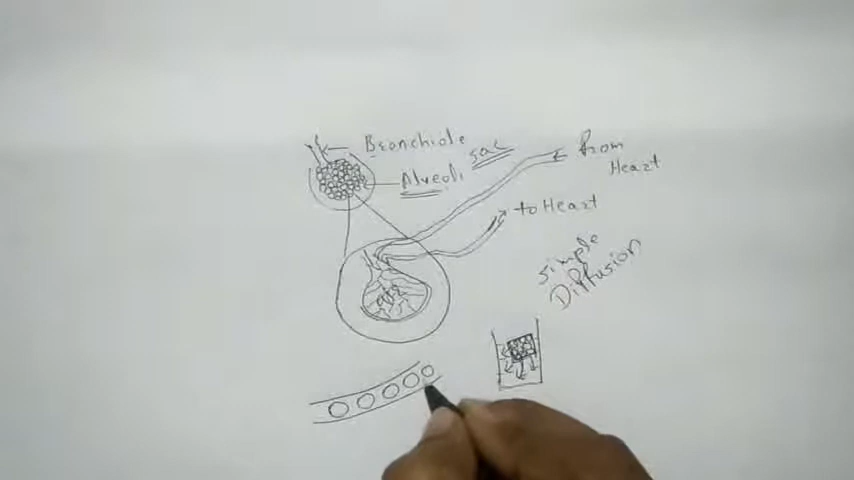 Bronchiole
Alveoli sac
from
Heart
to Heart
simple
Diffusion